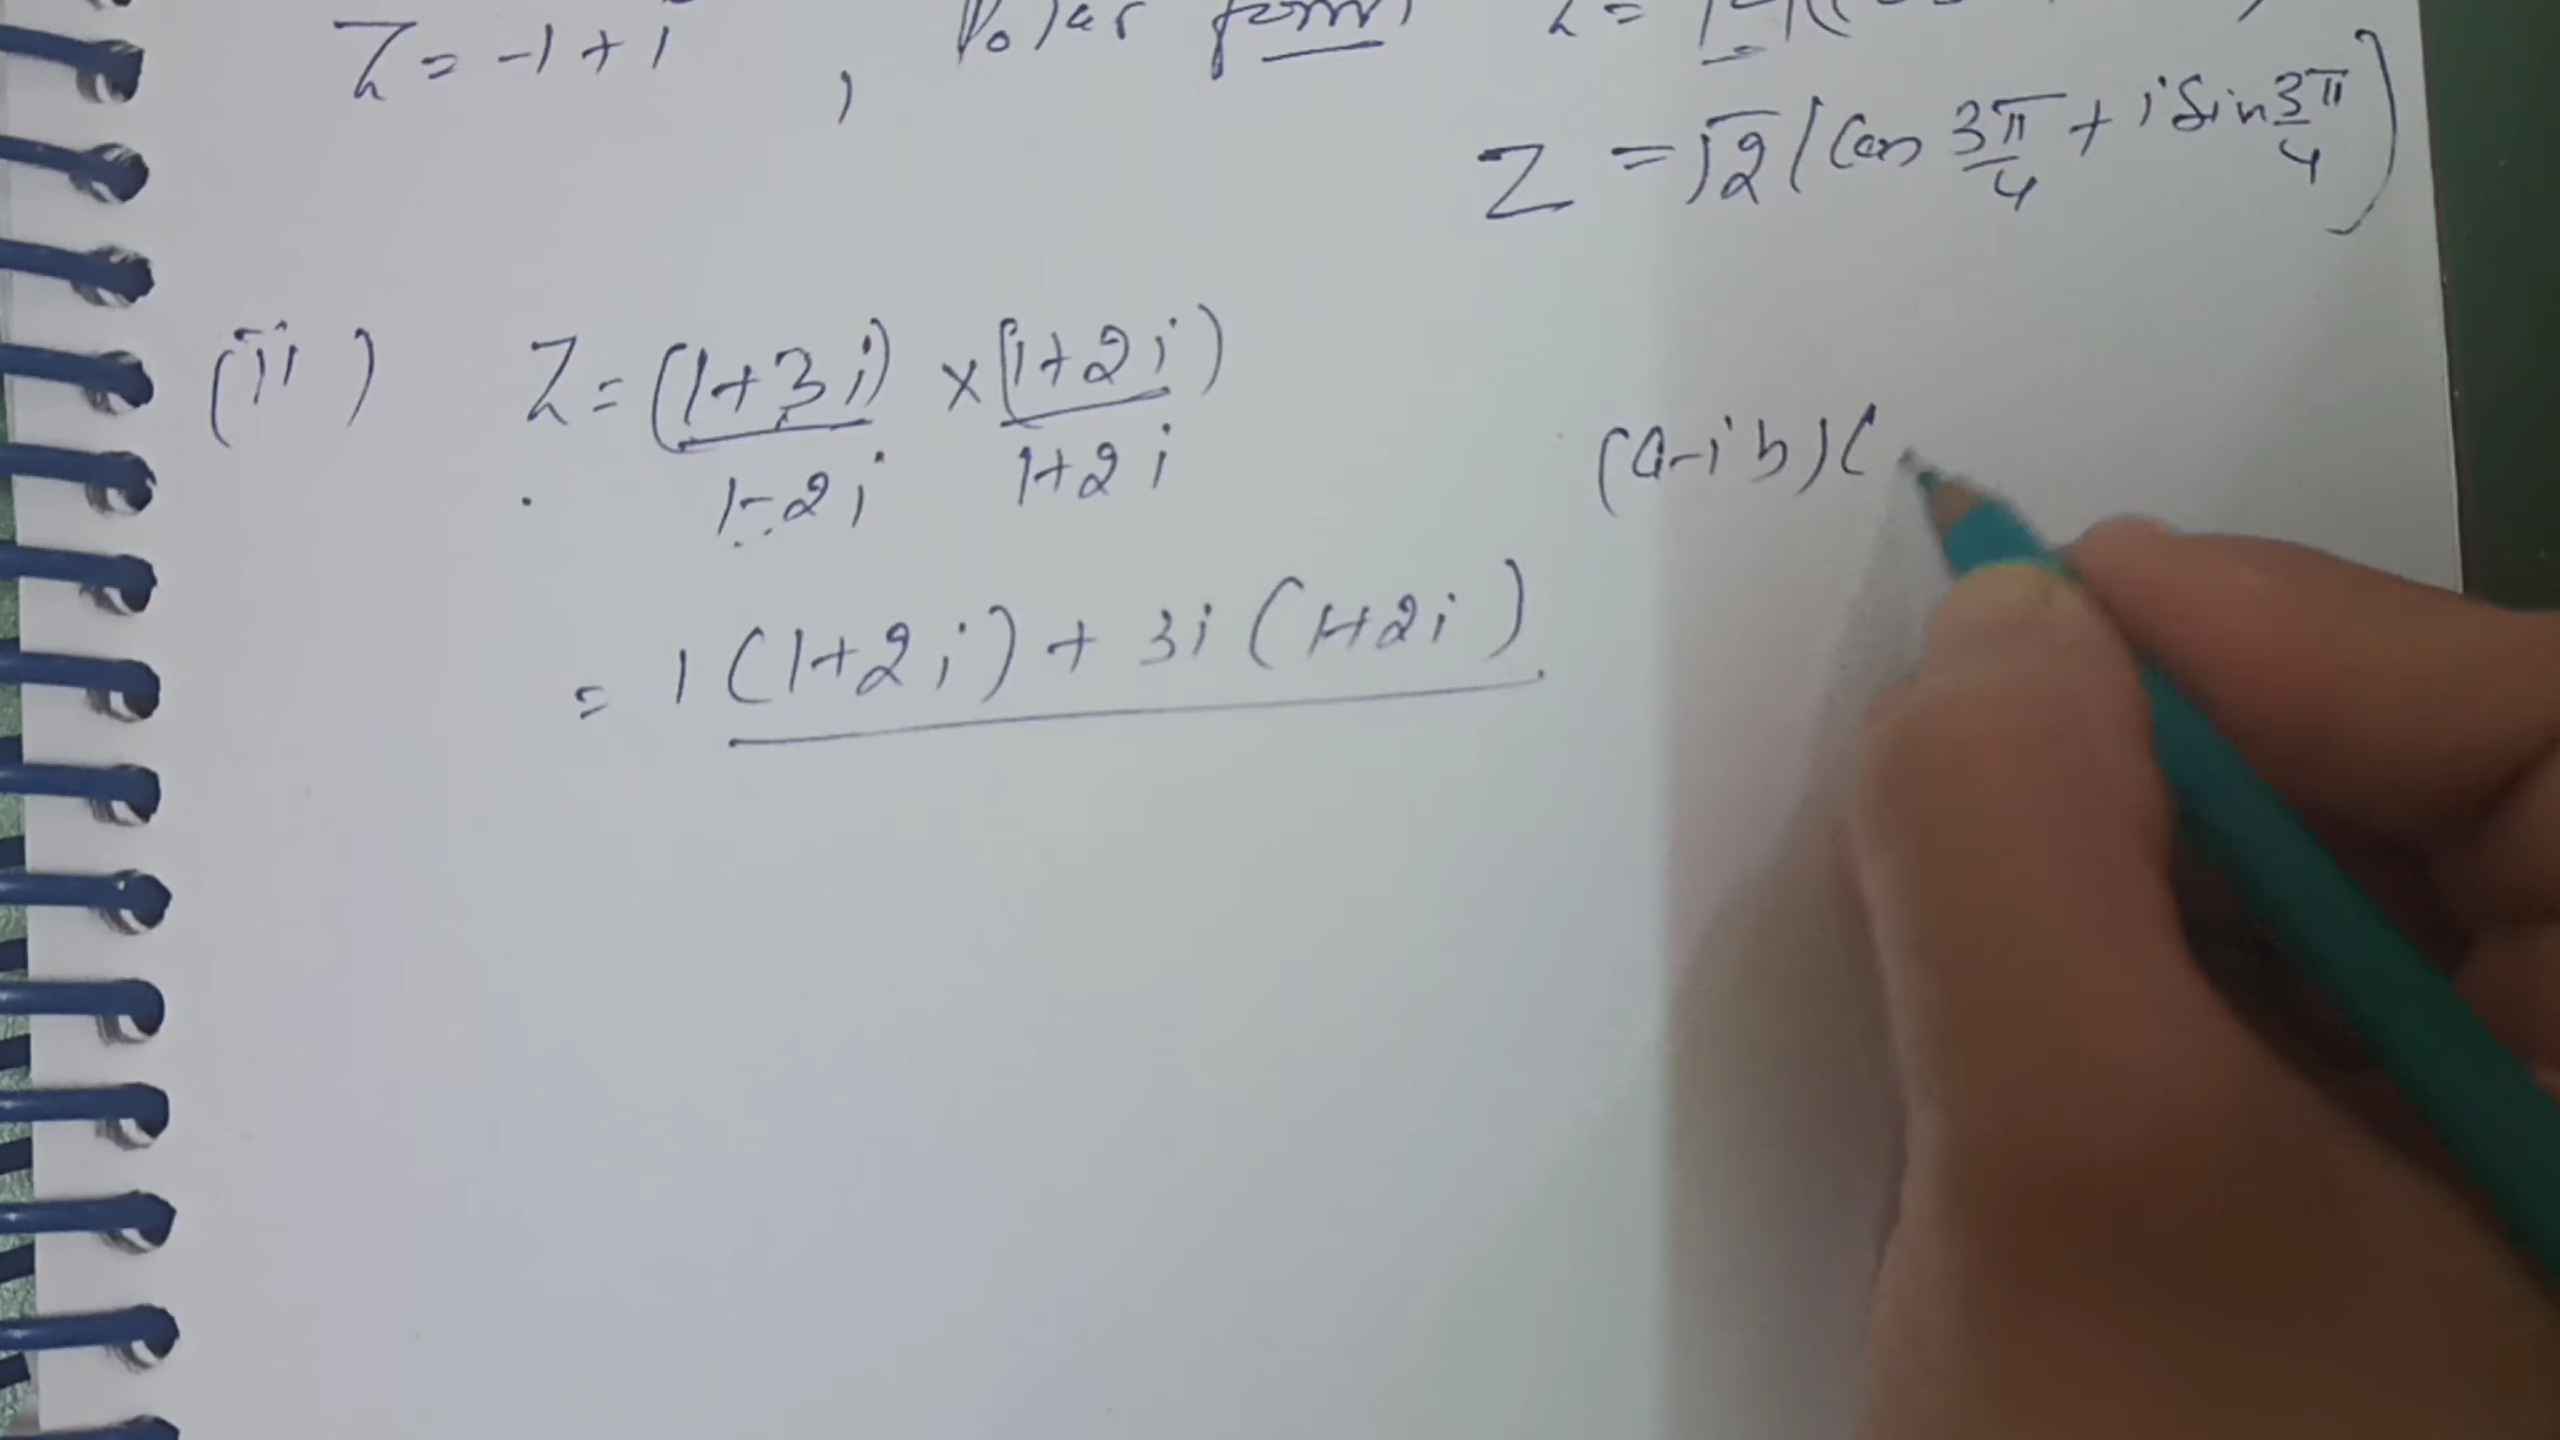 Z = -1 + i , Polar form Z =
Z = √2 (Cos 3π/4 + i Sin 3π/4)
(ii) Z = (1+3i)/1-2i × (1+2i)/1+2i
(a-ib)(
= 1(1+2i) + 3i(1+2i)